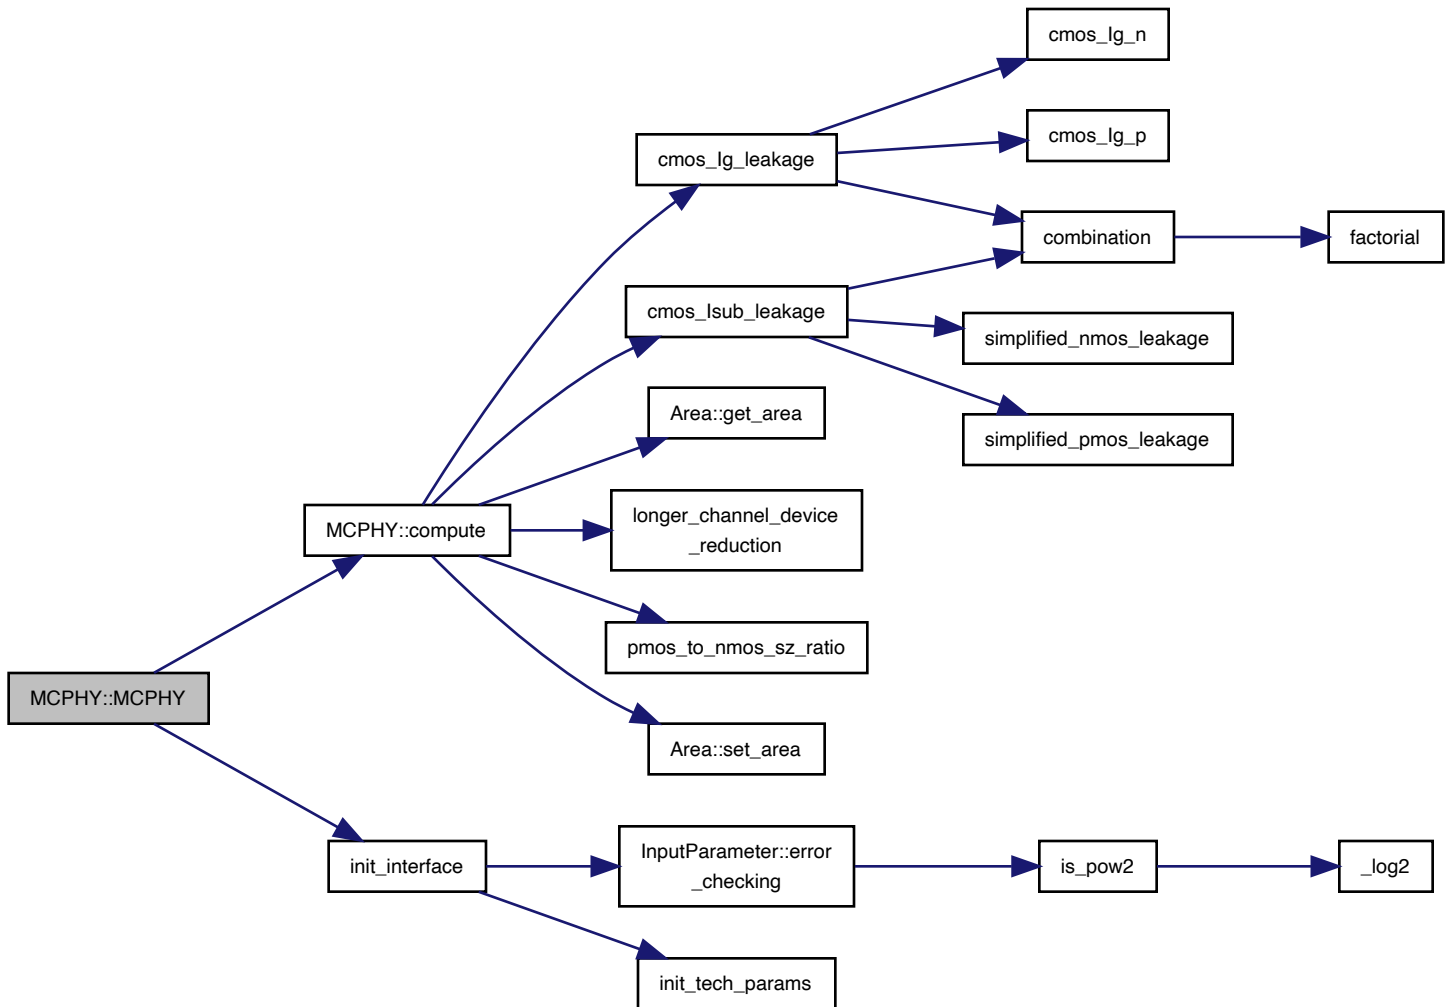 cmos_Ig_n
cmos_Ig_p
cmos_Ig_leakage
combination
factorial
cmos_Isub_leakage
simplified_nmos_leakage
Area::get_area
simplified_pmos_leakage
longer_channel_device
_reduction
MCPHY::compute
pmos_to_nmos_sz_ratio
MCPHY::MCPHY
Area::set_area
InputParameter::error
_checking
init_interface
is_pow2
_log2
init_tech_params